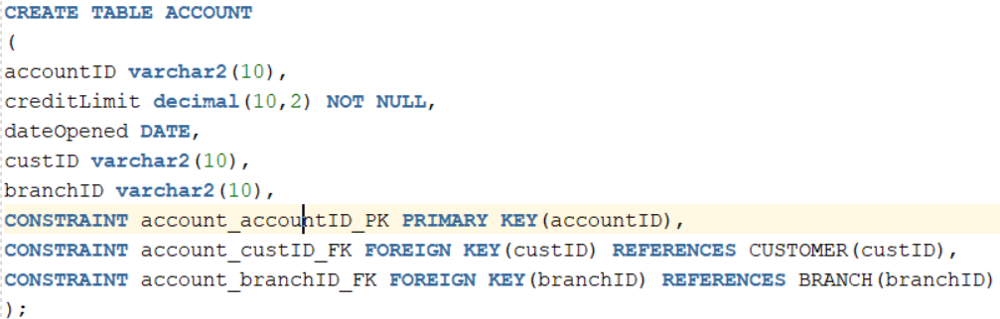 CREATE TABLE ACCOUNT
(
accountID varchar2(10),
creditLimit decimal(10,2) NOT NULL,
dateOpened DATE,
custID varchar2(10),
branchID varchar2(10),
CONSTRAINT account_accountID_PK PRIMARY KEY(accountID),
CONSTRAINT account_custID_FK FOREIGN KEY(custID) REFERENCES CUSTOMER(custID),
CONSTRAINT account_branchID_FK FOREIGN KEY(branchID) REFERENCES BRANCH(branchID)
);